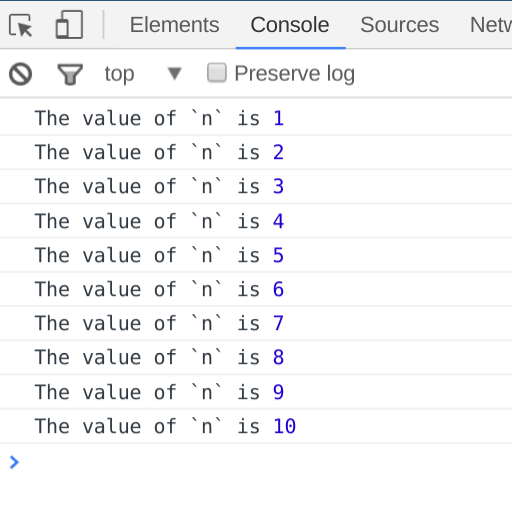 Elements Console Sources Netw
top Preserve log
The value of `n` is 1
The value of `n` is 2
The value of `n` is 3
The value of `n` is 4
The value of `n` is 5
The value of `n` is 6
The value of `n` is 7
The value of `n` is 8
The value of `n` is 9
The value of `n` is 10